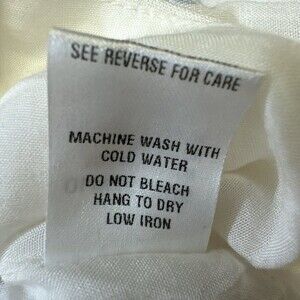 SEE REVERSE FOR CARE
MACHINE WASH WITH
COLD WATER
DO NOT BLEACH
HANG TO DRY
LOW IRON